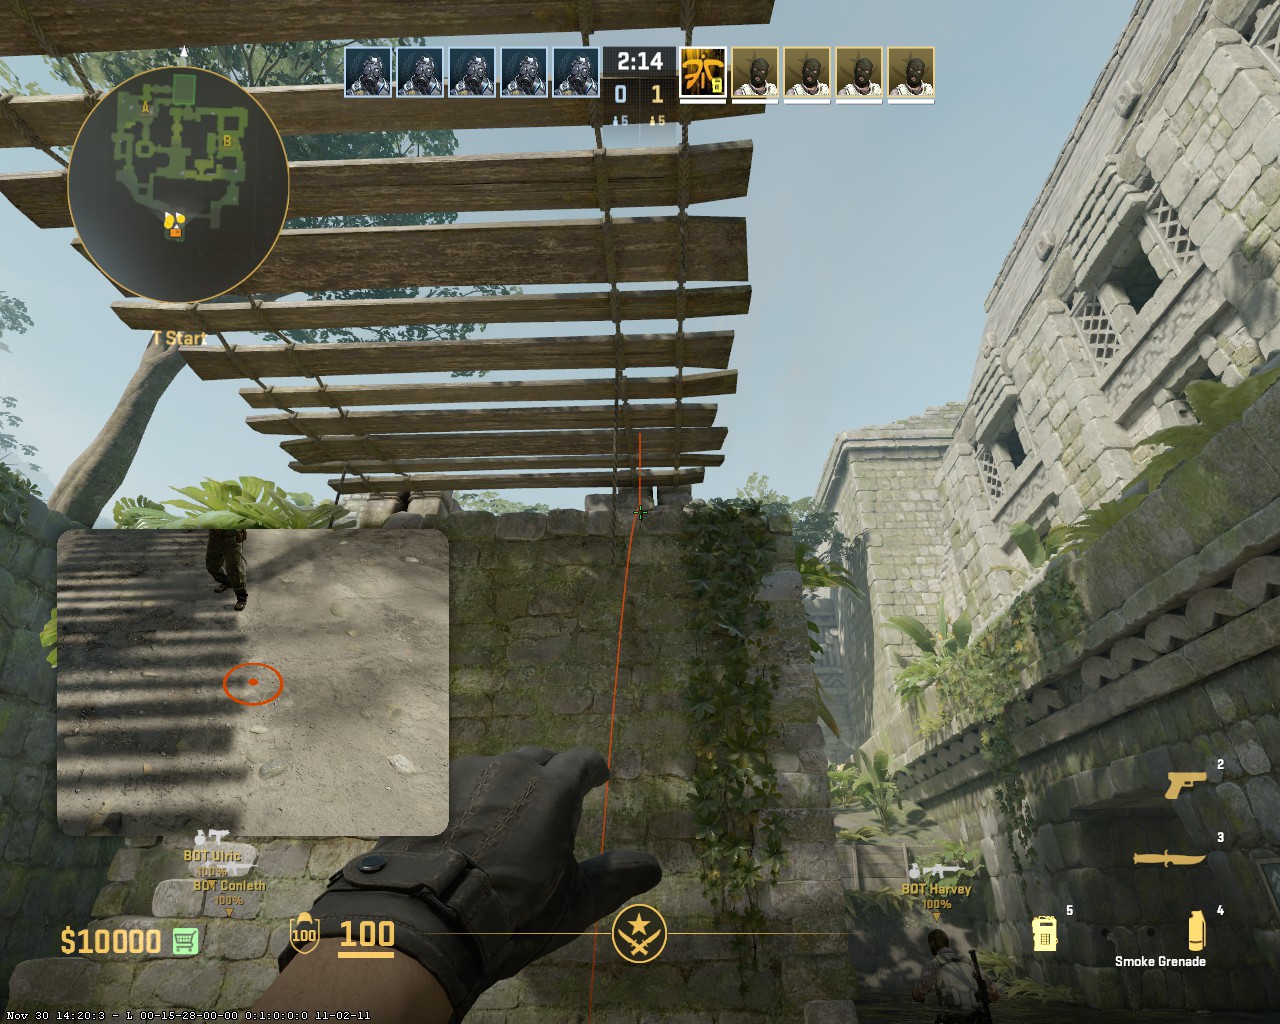 2:14
0 1
5 5
A
B
T Start
BOT Ulric
100%
BOT Conleth
100%
BOT Harvey
100%
2
3
5
4
Smoke Grenade
$10000
100
100
Nov 30 14:20:3 - L 00-15-28-00-00 0:1:0:0:0 11-02-11